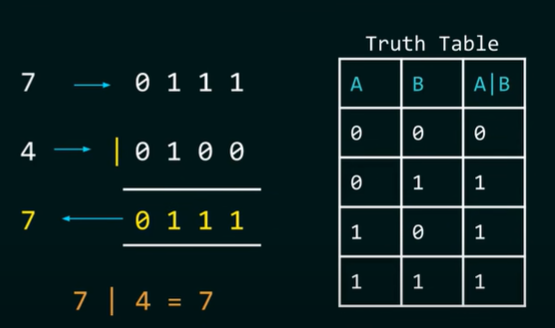 7 → 0 1 1 1
4 → | 0 1 0 0
7 ← 0 1 1 1
7 | 4 = 7
Truth Table
A B A|B
0 0 0
0 1 1
1 0 1
1 1 1